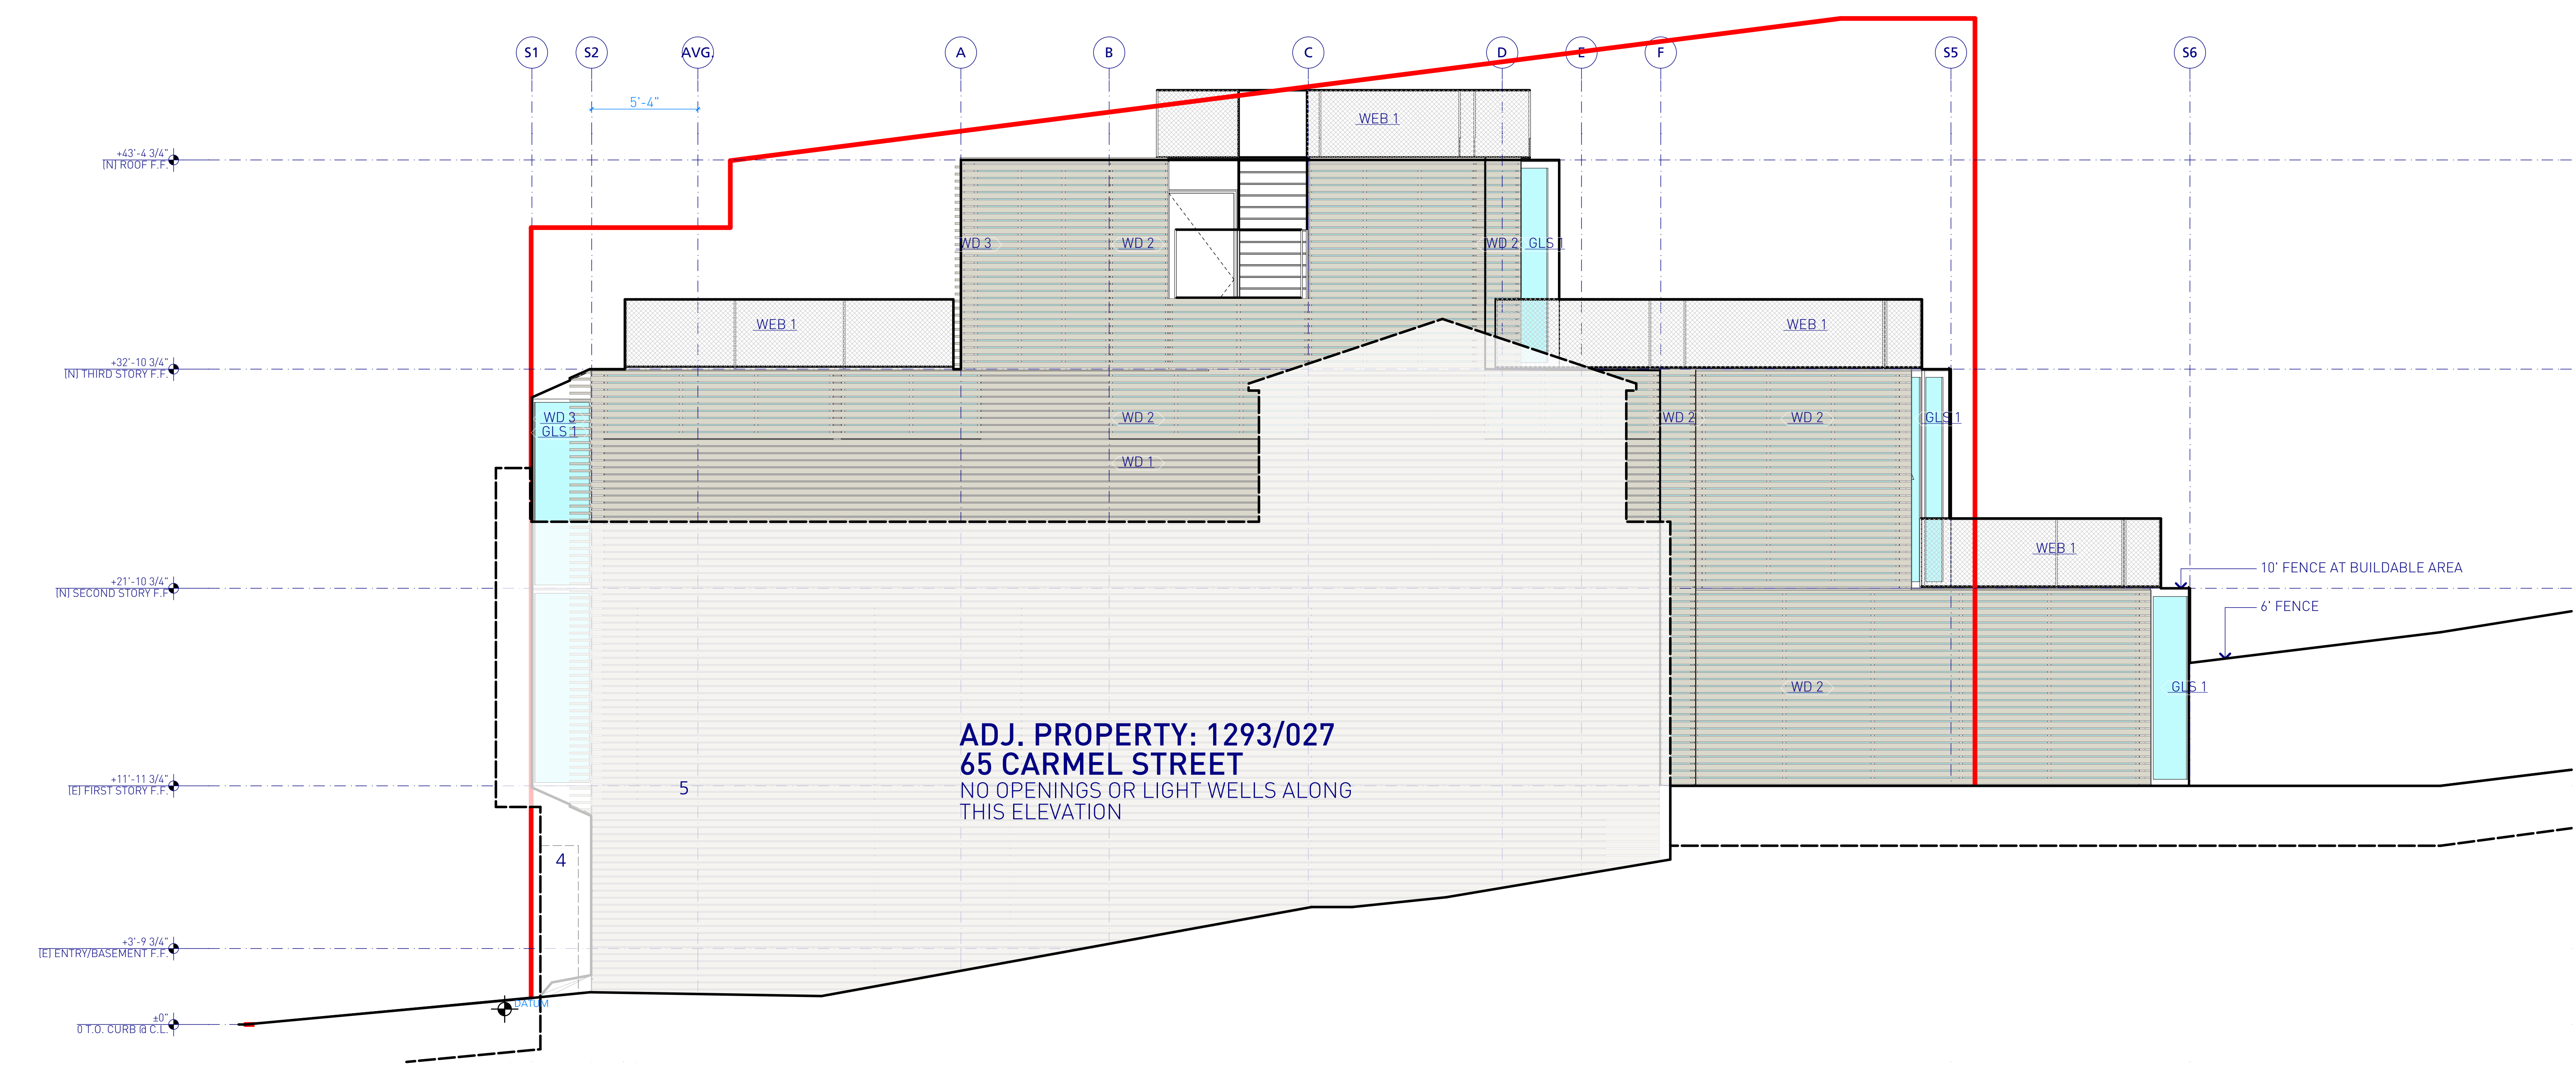 S1 S2 AVG. A B C D E F S5 S6
5'-4"
WEB 1
+43'-4 3/4"
(N) ROOF F.F.
WD 3 WD 2 WD 2 GLS 1
WEB 1 WEB 1
+32'-10 3/4"
(N) THIRD STORY F.F.
WD 3 WD 2 WD 2 WD 2 GLS 1
GLS 1
WD 1
WEB 1
10' FENCE AT BUILDABLE AREA
+21'-10 3/4"
(N) SECOND STORY F.F
6' FENCE
WD 2 GLS 1
ADJ. PROPERTY: 1293/027
65 CARMEL STREET
NO OPENINGS OR LIGHT WELLS ALONG
THIS ELEVATION
+11'-11 3/4"
(E) FIRST STORY F.F.
5
4
+3'-9 3/4"
(E) ENTRY/BASEMENT F.F.
DATUM
±0"
0 T.O. CURB @ C.L.